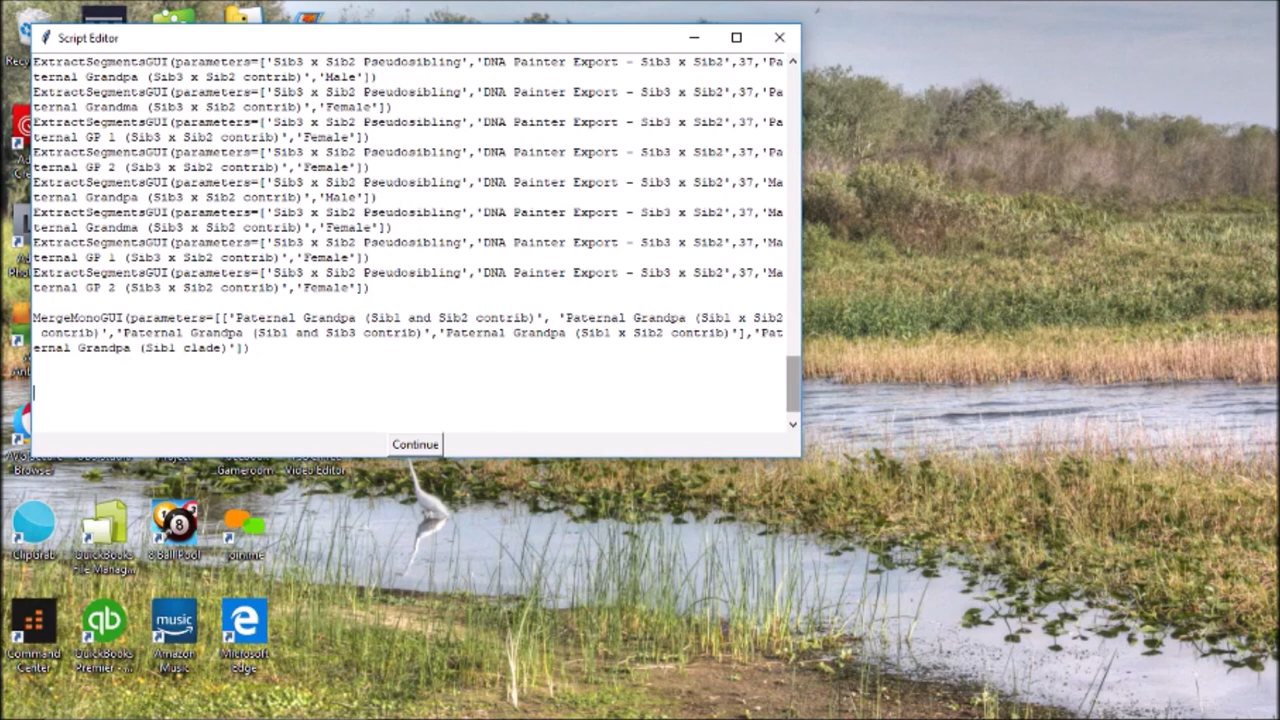 Script Editor
ExtractSegmentsGUI(parameters=['Sib3 x Sib2 Pseudosibling','DNA Painter Export - Sib3 x Sib2',37,'Pa
ternal Grandpa (Sib3 x Sib2 contrib)','Male'])
ExtractSegmentsGUI(parameters=['Sib3 x Sib2 Pseudosibling','DNA Painter Export - Sib3 x Sib2',37,'Pa
ternal Grandma (Sib3 x Sib2 contrib)','Female'])
ExtractSegmentsGUI(parameters=['Sib3 x Sib2 Pseudosibling','DNA Painter Export - Sib3 x Sib2',37,'Pa
ternal GP 1 (Sib3 x Sib2 contrib)','Female'])
ExtractSegmentsGUI(parameters=['Sib3 x Sib2 Pseudosibling','DNA Painter Export - Sib3 x Sib2',37,'Pa
ternal GP 2 (Sib3 x Sib2 contrib)','Female'])
ExtractSegmentsGUI(parameters=['Sib3 x Sib2 Pseudosibling','DNA Painter Export - Sib3 x Sib2',37,'Ma
ternal Grandpa (Sib3 x Sib2 contrib)','Male'])
ExtractSegmentsGUI(parameters=['Sib3 x Sib2 Pseudosibling','DNA Painter Export - Sib3 x Sib2',37,'Ma
ternal Grandma (Sib3 x Sib2 contrib)','Female'])
ExtractSegmentsGUI(parameters=['Sib3 x Sib2 Pseudosibling','DNA Painter Export - Sib3 x Sib2',37,'Ma
ternal GP 1 (Sib3 x Sib2 contrib)','Female'])
ExtractSegmentsGUI(parameters=['Sib3 x Sib2 Pseudosibling','DNA Painter Export - Sib3 x Sib2',37,'Ma
ternal GP 2 (Sib3 x Sib2 contrib)','Female'])
MergeMonoGUI(parameters=[['Paternal Grandpa (Sib1 and Sib2 contrib)', 'Paternal Grandpa (Sib1 x Sib2
contrib)','Paternal Grandpa (Sib1 and Sib3 contrib)','Paternal Grandpa (Sib1 x Sib2 contrib)'],'Pat
ernal Grandpa (Sib1 clade)'])
Continue
Browser
Gameroom
Video Editor
ClipGrab
QuickBooks
File Manag...
8 Ball Pool
joinme
music
qb
Command
Center
QuickBooks
Premier - ...
Amazon
Music
Microsoft
Edge